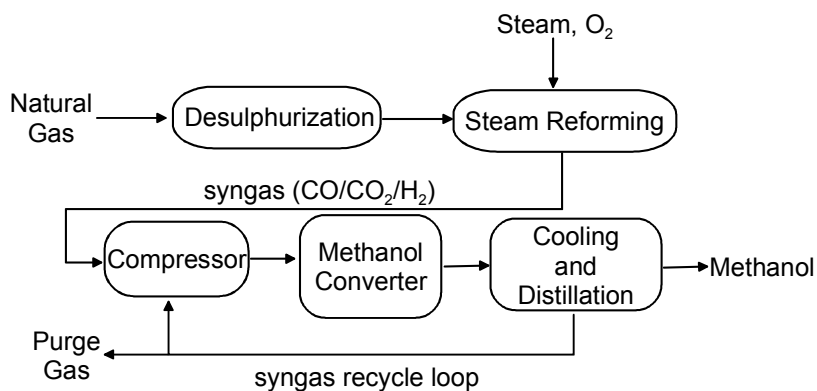 Steam, O₂
Natural
Gas
Desulphurization
Steam Reforming
syngas (CO/CO₂/H₂)
Compressor
Methanol
Converter
Cooling
and
Distillation
Methanol
Purge
Gas
syngas recycle loop